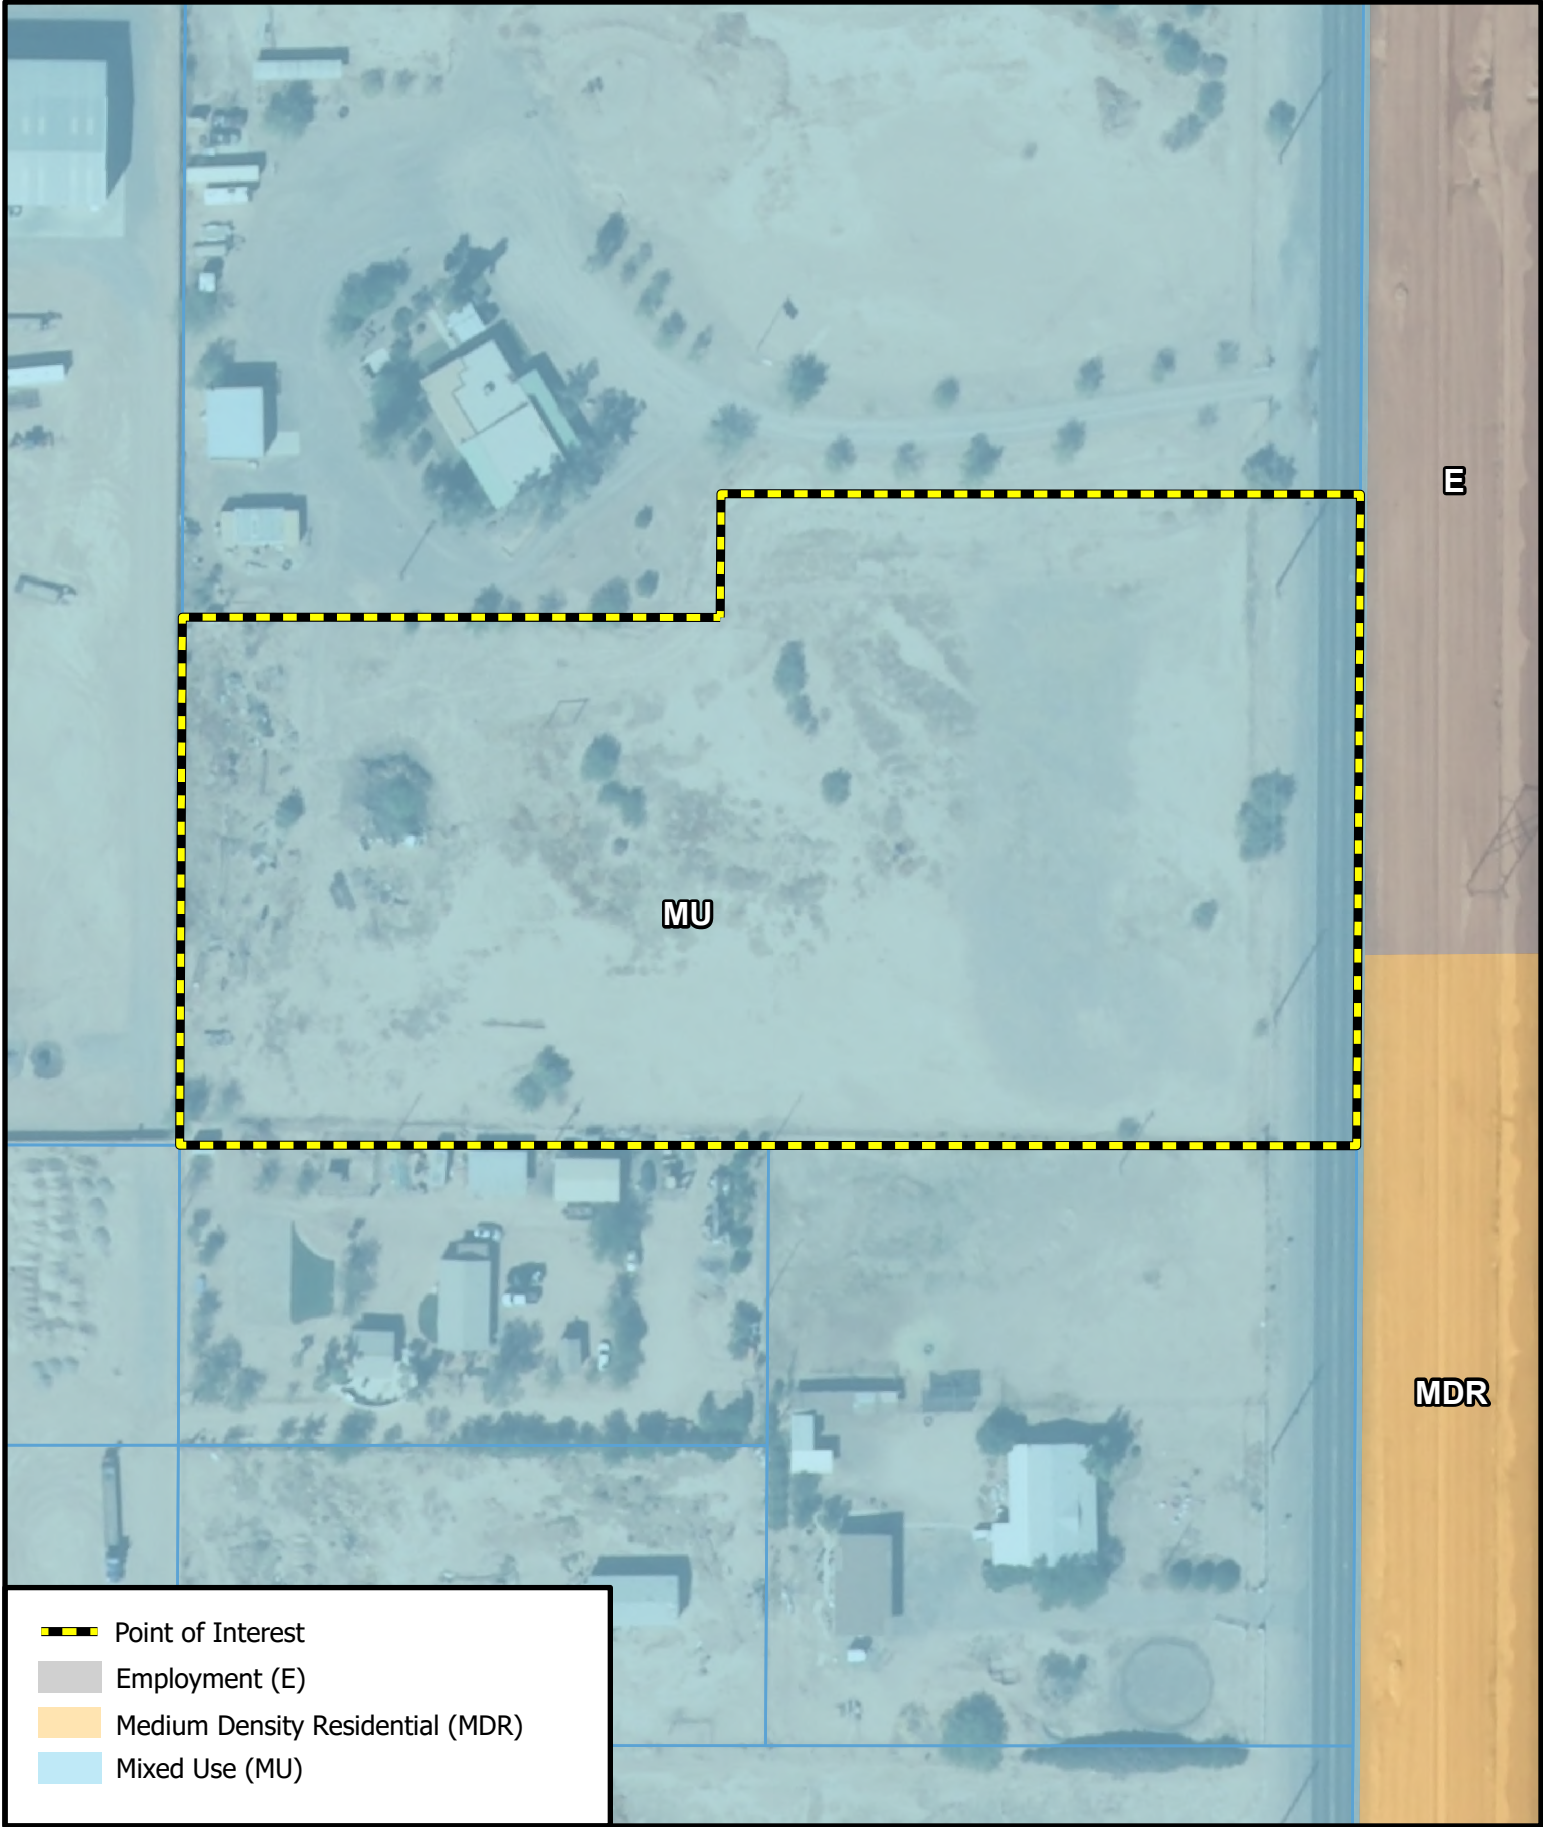 E
MU
MDR
Point of Interest
Employment (E)
Medium Density Residential (MDR)
Mixed Use (MU)